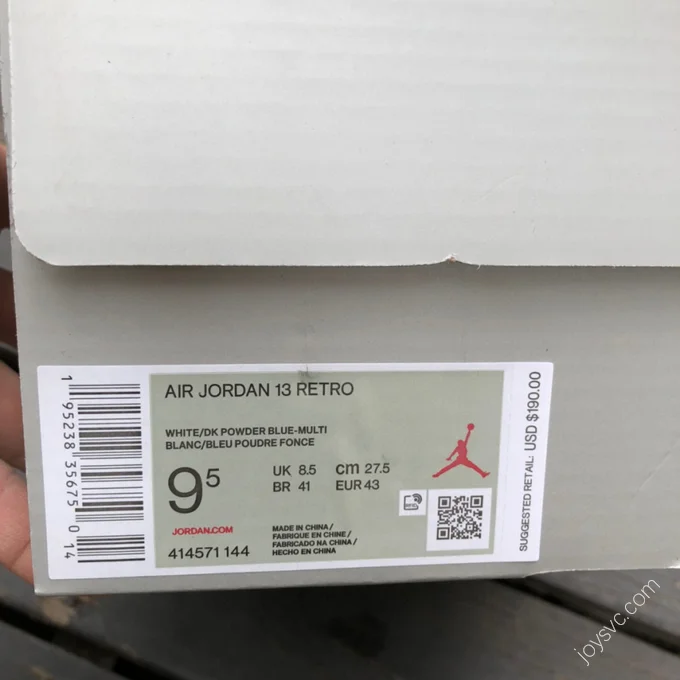 AIR JORDAN 13 RETRO
WHITE/DK POWDER BLUE-MULTI
BLANC/BLEU POUDRE FONCE
9⁵
UK 8.5 cm 27.5
BR 41 EUR 43
JORDAN.COM
414571 144
MADE IN CHINA/
FABRIQUE EN CHINE/
FABRICADO NA CHINA/
HECHO EN CHINA
1 95238 35675 0 14
SUGGESTED RETAIL: USD $190.00
joysvc.com